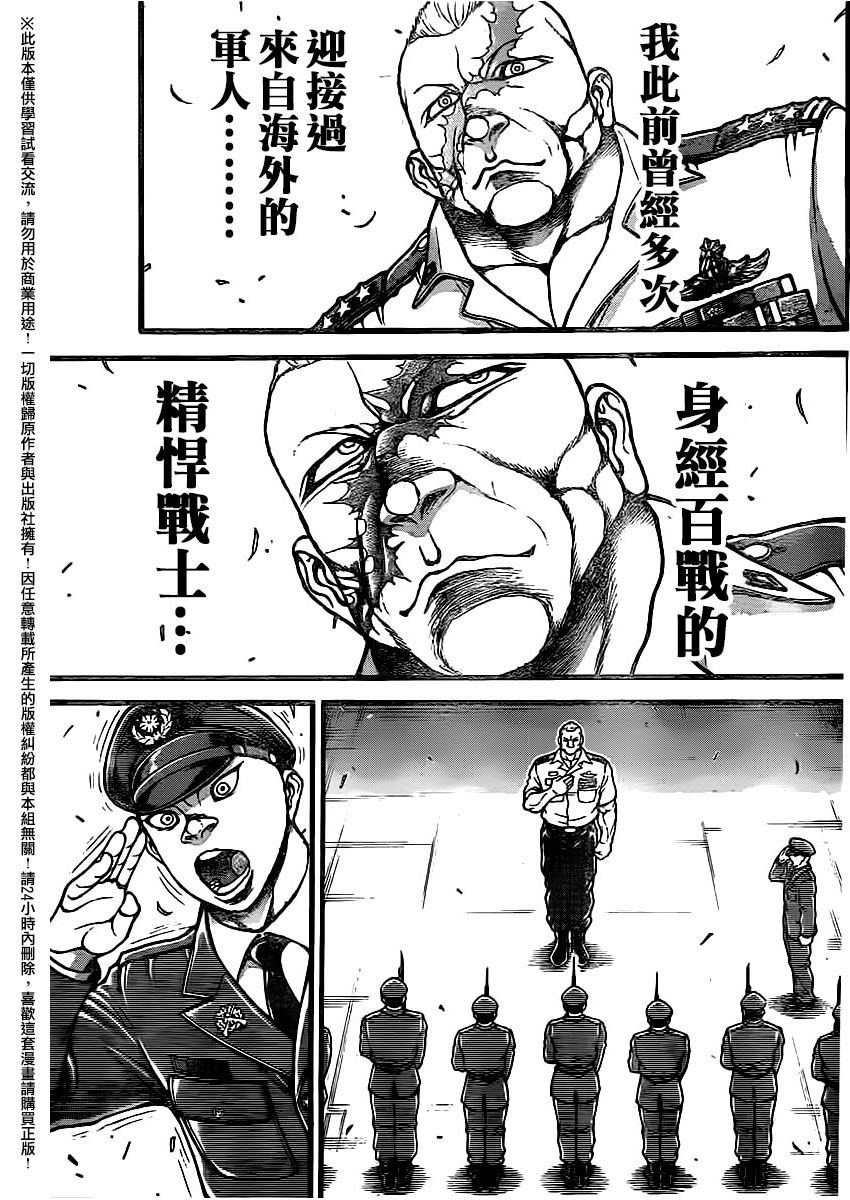 我此前曾經多次
迎接過
來自海外的
軍人………
身經百戰的
精悍戰士…
※此版本僅供學習試看交流，請勿用於商業用途！一切版權歸原作者與出版社擁有！因任意轉載所產生的版權糾紛都與本組無關！請24小時內刪除，喜歡這套漫畫請購買正版！